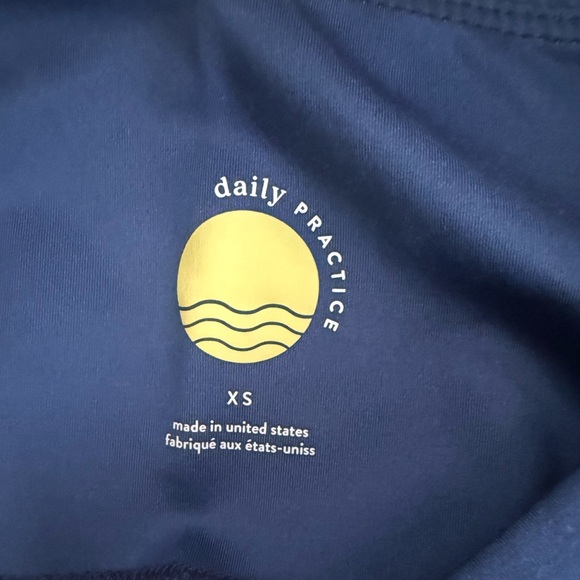 daily PRACTICE
XS
made in united states
fabriqué aux états-uniss